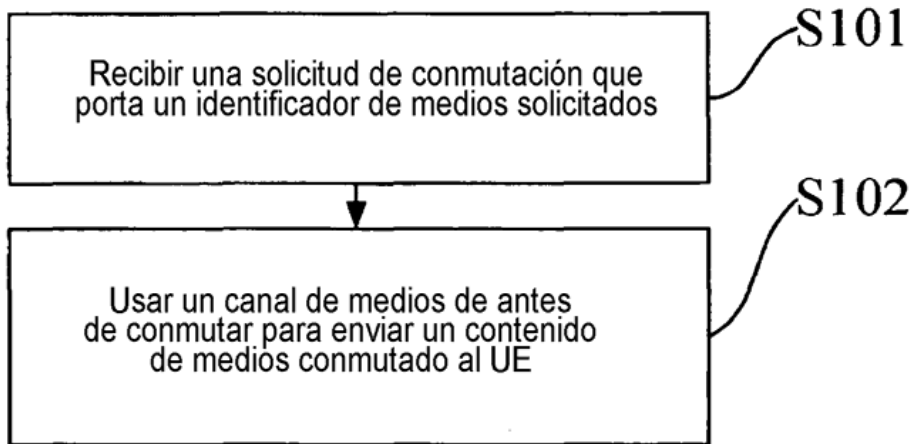 S101
Recibir una solicitud de conmutación que
porta un identificador de medios solicitados
S102
Usar un canal de medios de antes
de conmutar para enviar un contenido
de medios conmutado al UE